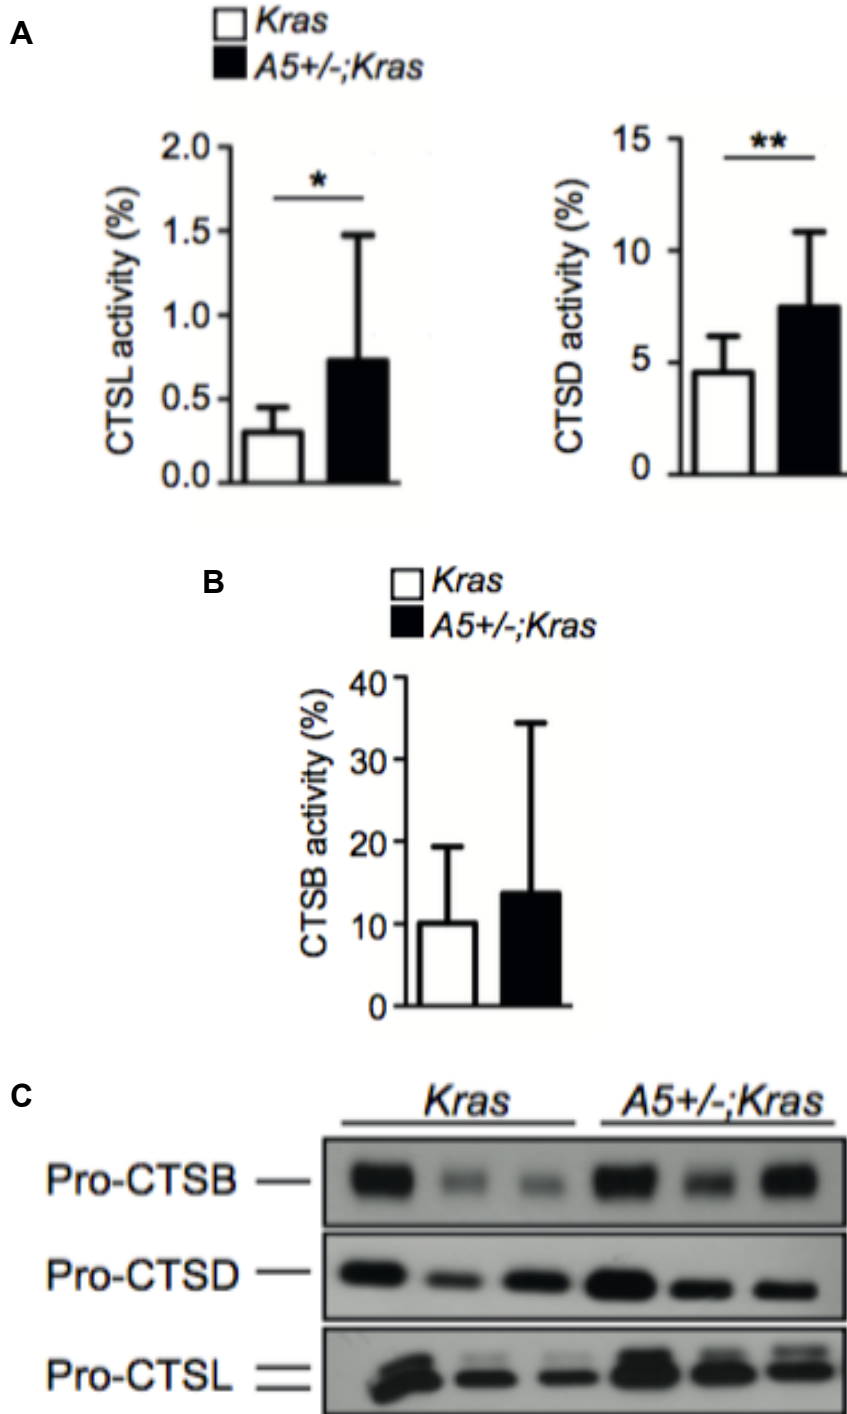 A
Kras
A5+/-;Kras
CTSL activity (%)
2.0
1.5
1.0
0.5
0.0
*
CTSD activity (%)
15
10
5
0
**
B
Kras
A5+/-;Kras
CTSB activity (%)
40
30
20
10
0
C
Kras A5+/-;Kras
Pro-CTSB
Pro-CTSD
Pro-CTSL